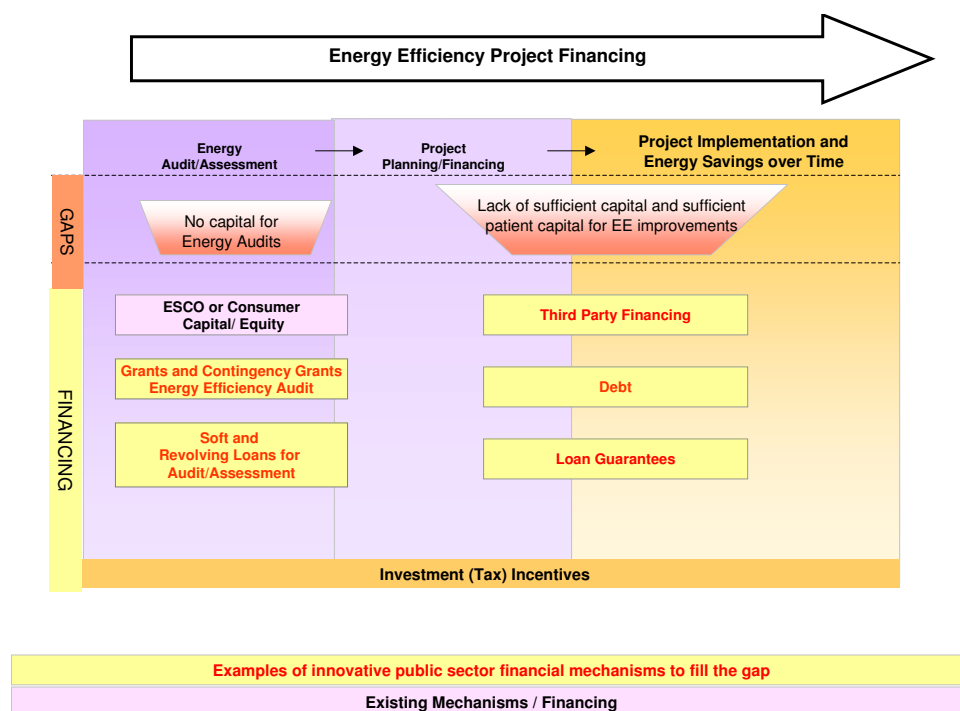 Energy Efficiency Project Financing
Energy
Audit/Assessment
Project
Planning/Financing
Project Implementation and
Energy Savings over Time
GAPS
No capital for
Energy Audits
Lack of sufficient capital and sufficient
patient capital for EE improvements
FINANCING
ESCO or Consumer
Capital/ Equity
Third Party Financing
Grants and Contingency Grants
Energy Efficiency Audit
Debt
Soft and
Revolving Loans for
Audit/Assessment
Loan Guarantees
Investment (Tax) Incentives
Examples of innovative public sector financial mechanisms to fill the gap
Existing Mechanisms / Financing